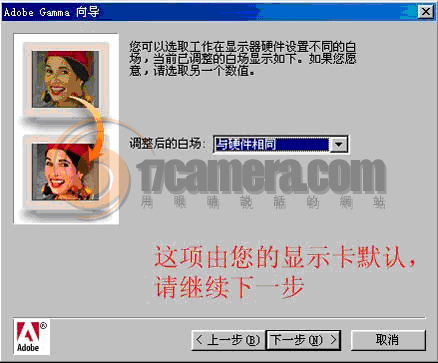 Adobe Gamma 向导
您可以选取工作在显示器硬件设置不同的白
场，当前已调整的白场显示如下。如果您愿
意，请选取另一个数值。
调整后的白场：与硬件相同
17camera.com
用眼睛说话的网站
这项由您的显示卡默认，
请继续下一步
Adobe
< 上一步(B) 下一步(N) > 取消